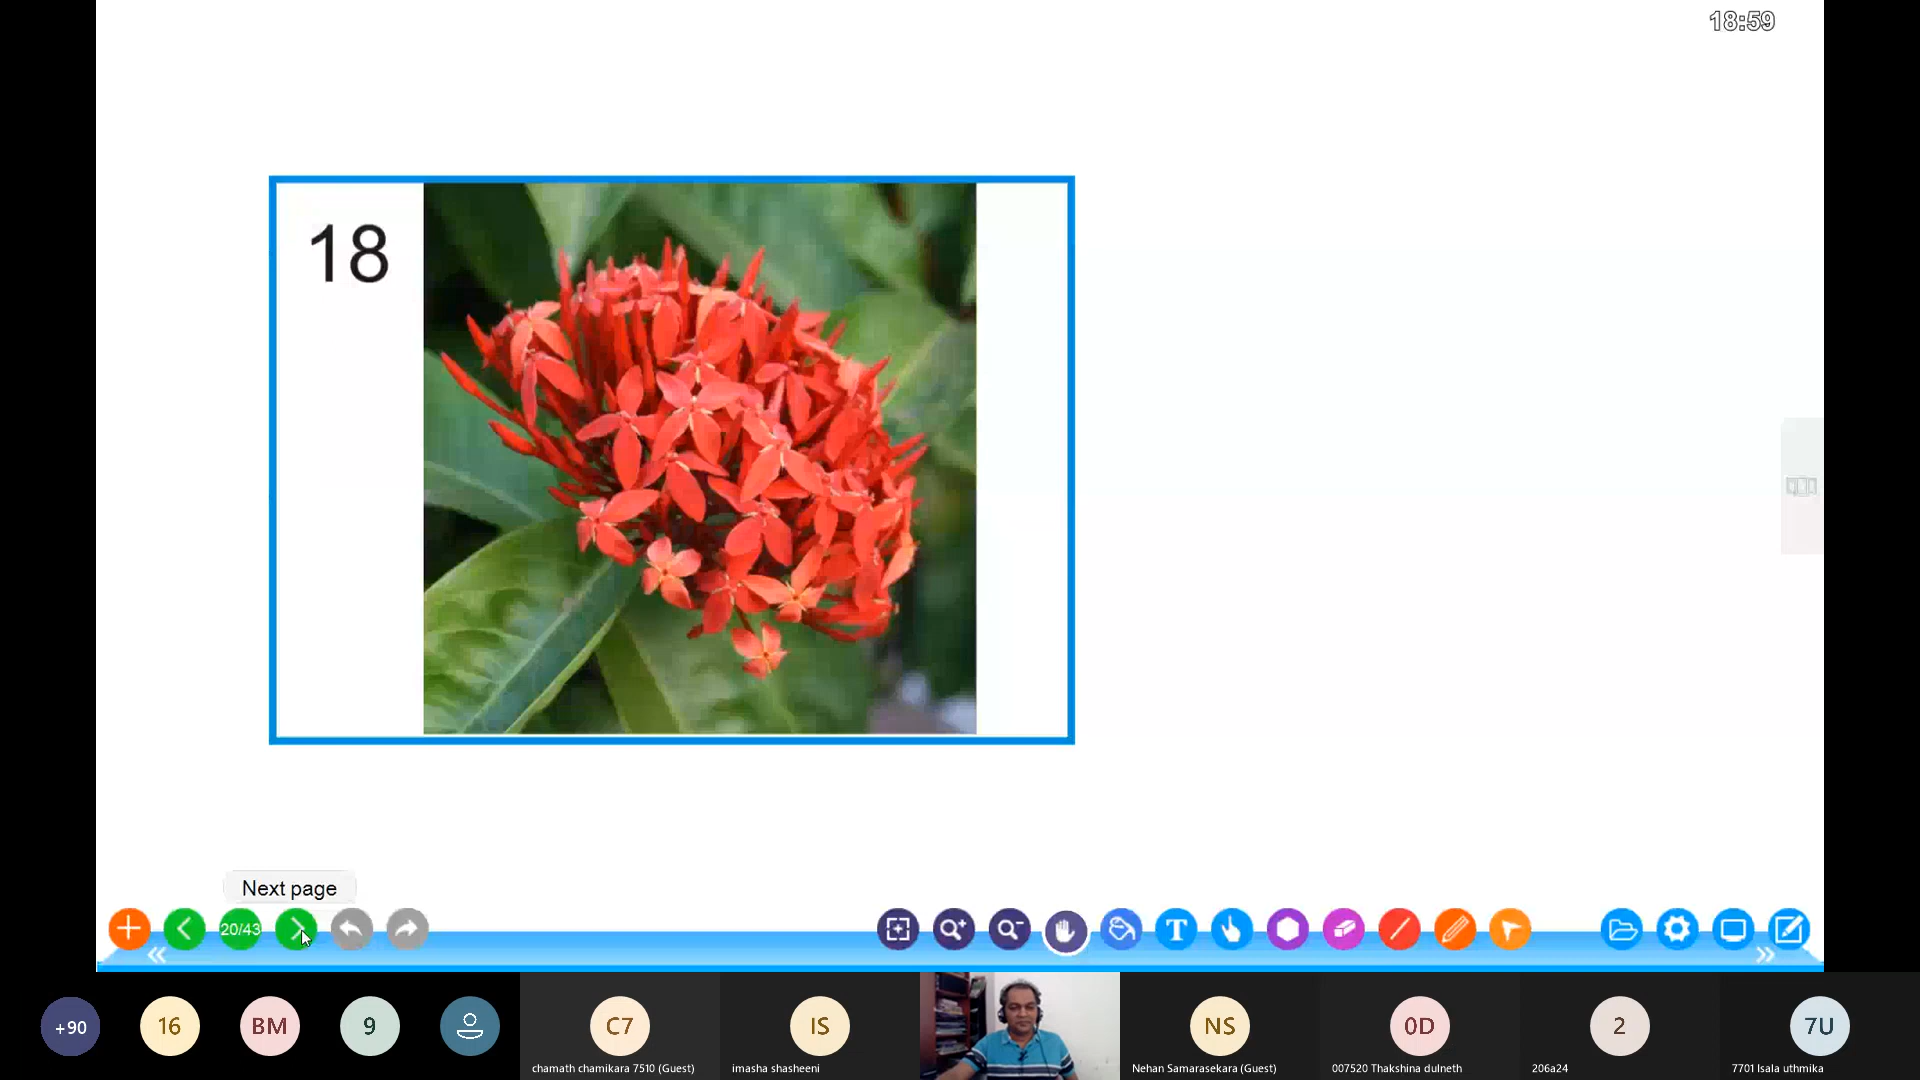 18:59
18
Next page
20/43
T
+90
16
BM
9
C7
IS
NS
0D
2
7U
chamath chamikara 7510 (Guest)
imasha shasheeni
Nehan Samarasekara (Guest)
007520 Thakshina dulneth
206a24
7701 Isala uthmika